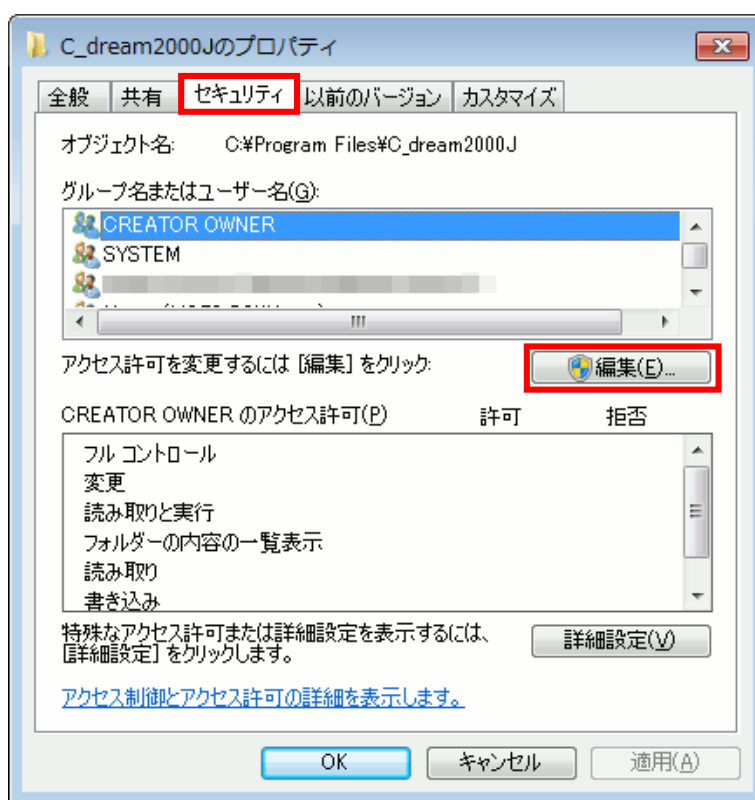 C_dream2000Jのプロパティ
全般 共有 セキュリティ 以前のバージョン カスタマイズ
オブジェクト名: C:¥Program Files¥C_dream2000J
グループ名またはユーザー名(G):
CREATOR OWNER
SYSTEM
アクセス許可を変更するには [編集] をクリック:
編集(E)...
CREATOR OWNER のアクセス許可(P) 許可 拒否
フル コントロール
変更
読み取りと実行
フォルダーの内容の一覧表示
読み取り
書き込み
特殊なアクセス許可または詳細設定を表示するには、
[詳細設定] をクリックします。
詳細設定(V)
アクセス制御とアクセス許可の詳細を表示します。
OK キャンセル 適用(A)